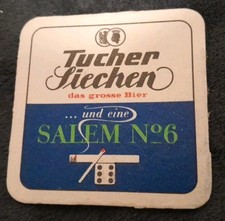 Tucher
Siechen
das grosse Bier
... und eine
SALEM No6